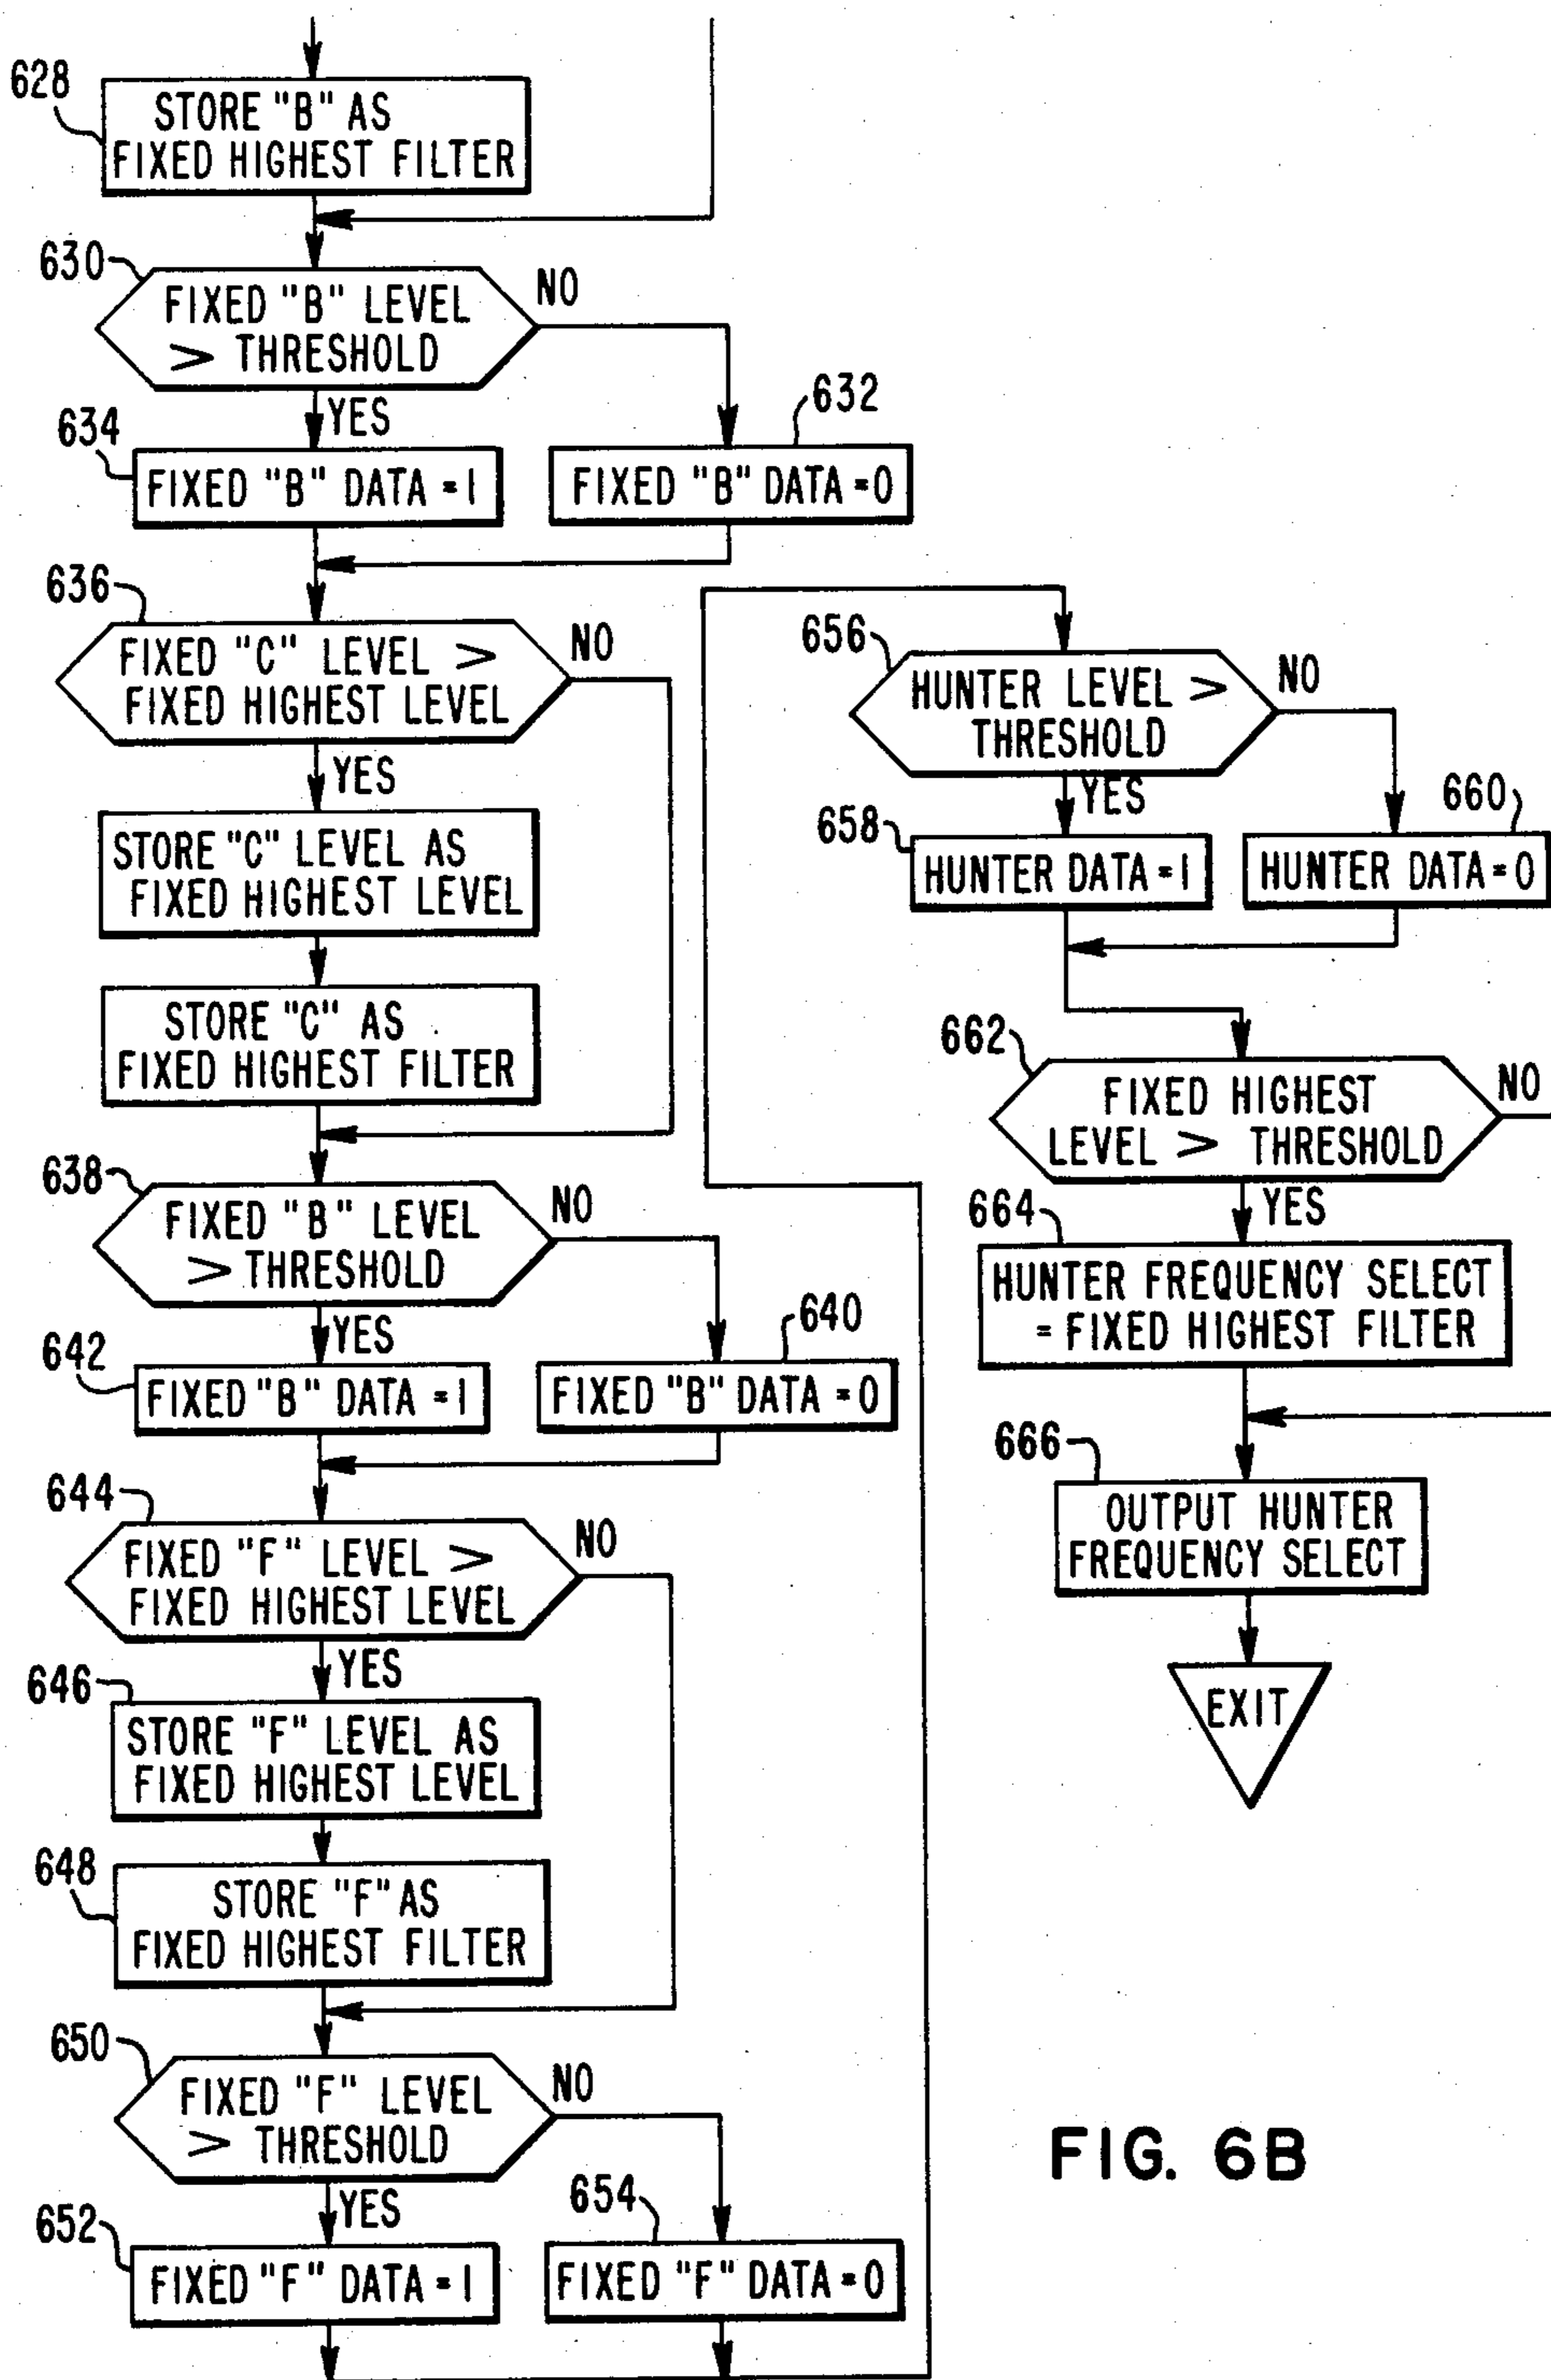 628
STORE "B" AS
FIXED HIGHEST FILTER
630
FIXED "B" LEVEL
> THRESHOLD
NO
YES
634
FIXED "B" DATA = 1
632
FIXED "B" DATA = 0
636
FIXED "C" LEVEL >
FIXED HIGHEST LEVEL
NO
YES
STORE "C" LEVEL AS
FIXED HIGHEST LEVEL
STORE "C" AS
FIXED HIGHEST FILTER
638
FIXED "B" LEVEL
> THRESHOLD
NO
YES
642
FIXED "B" DATA = 1
640
FIXED "B" DATA = 0
644
FIXED "F" LEVEL >
FIXED HIGHEST LEVEL
NO
YES
646
STORE "F" LEVEL AS
FIXED HIGHEST LEVEL
648
STORE "F" AS
FIXED HIGHEST FILTER
650
FIXED "F" LEVEL
> THRESHOLD
NO
YES
652
FIXED "F" DATA = 1
654
FIXED "F" DATA = 0
656
HUNTER LEVEL >
THRESHOLD
NO
YES
658
HUNTER DATA = 1
660
HUNTER DATA = 0
662
FIXED HIGHEST
LEVEL > THRESHOLD
NO
YES
664
HUNTER FREQUENCY SELECT
= FIXED HIGHEST FILTER
666
OUTPUT HUNTER
FREQUENCY SELECT
EXIT
FIG. 6B